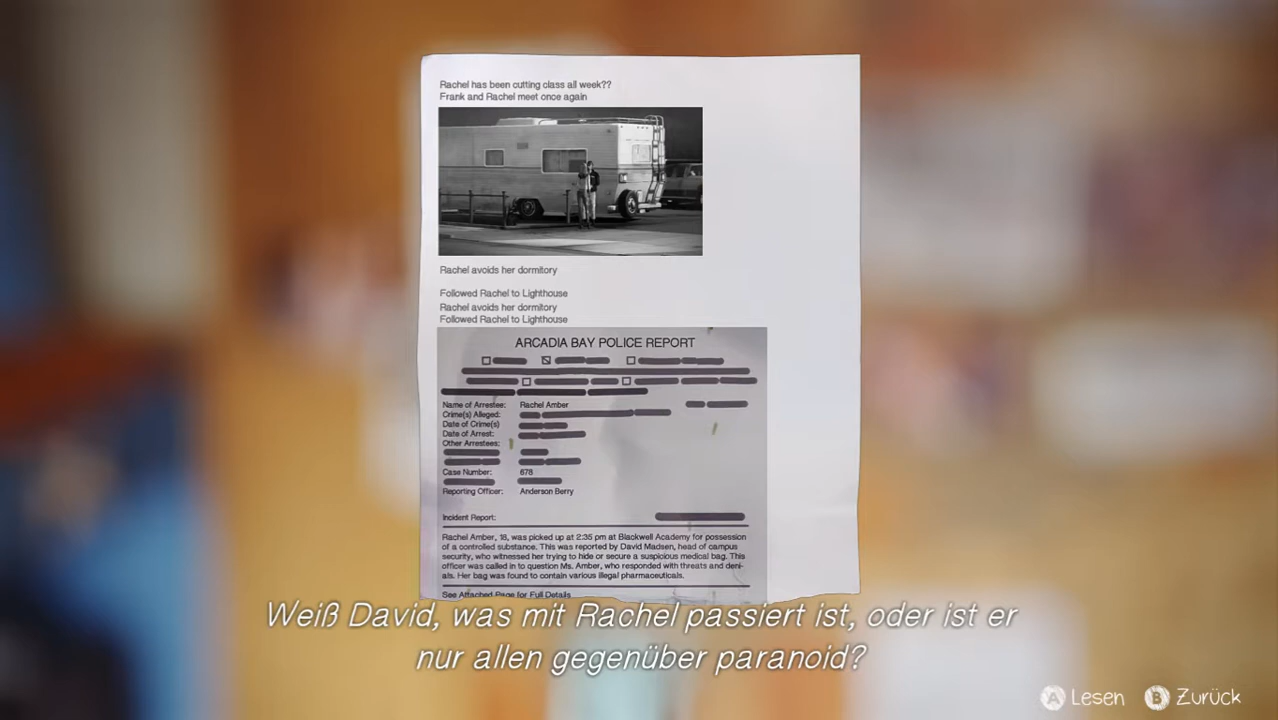 Rachel has been cutting class all week??
Frank and Rachel meet once again
Rachel avoids her dormitory
Followed Rachel to Lighthouse
Rachel avoids her dormitory
Followed Rachel to Lighthouse
ARCADIA BAY POLICE REPORT
Name of Arrestee: Rachel Amber
Crime(s) Alleged:
Date of Crime(s)
Date of Arrest:
Other Arrestees:
Case Number: 678
Reporting Officer: Anderson Berry
Incident Report:
Rachel Amber, 18, was picked up at 2:35 pm at Blackwell Academy for possession
of a controlled substance. This was reported by David Madsen, head of campus
security, who witnessed her trying to hide or secure a suspicious medical bag. This
officer was called in to question Ms. Amber, who responded with threats and deni-
als. Her bag was found to contain various illegal pharmaceuticals.
See Attached Page for Full Details
Weiß David, was mit Rachel passiert ist, oder ist er
nur allen gegenüber paranoid?
A Lesen B Zurück